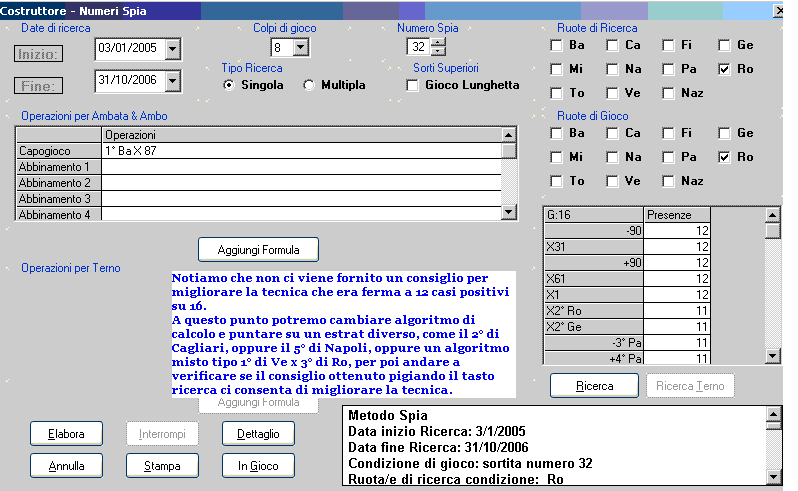 Costruttore - Numeri Spia
Date di ricerca
Inizio:
03/01/2005
Fine:
31/10/2006
Colpi di gioco
8
Numero Spia
32
Tipo Ricerca
Singola
Multipla
Sorti Superiori
Gioco Lunghetta
Ruote di Ricerca
Ba Ca Fi Ge
Mi Na Pa Ro
To Ve Naz
Ruote di Gioco
Ba Ca Fi Ge
Mi Na Pa Ro
To Ve Naz
Operazioni per Ambata & Ambo
Operazioni
Capogioco 1° Ba X 87
Abbinamento 1
Abbinamento 2
Abbinamento 3
Abbinamento 4
Aggiungi Formula
G:16 Presenze
-90 12
X31 12
+90 12
X61 12
X1 12
X2° Ro 11
X2° Ge 11
-3° Pa 11
+4° Pa 11
Ricerca
Ricerca Terno
Operazioni per Terno
Notiamo che non ci viene fornito un consiglio per
migliorare la tecnica che era ferma a 12 casi positivi
su 16.
A questo punto potremo cambiare algoritmo di
calcolo e puntare su un estrat diverso, come il 2° di
Cagliari, oppure il 5° di Napoli, oppure un algoritmo
misto tipo 1° di Ve x 3° di Ro, per poi andare a
verificare se il consiglio ottenuto pigiando il tasto
ricerca ci consenta di migliorare la tecnica.
Aggiungi Formula
Elabora
Interrompi
Dettaglio
Annulla
Stampa
In Gioco
Metodo Spia
Data inizio Ricerca: 3/1/2005
Data fine Ricerca: 31/10/2006
Condizione di gioco: sortita numero 32
Ruota/e di ricerca condizione: Ro